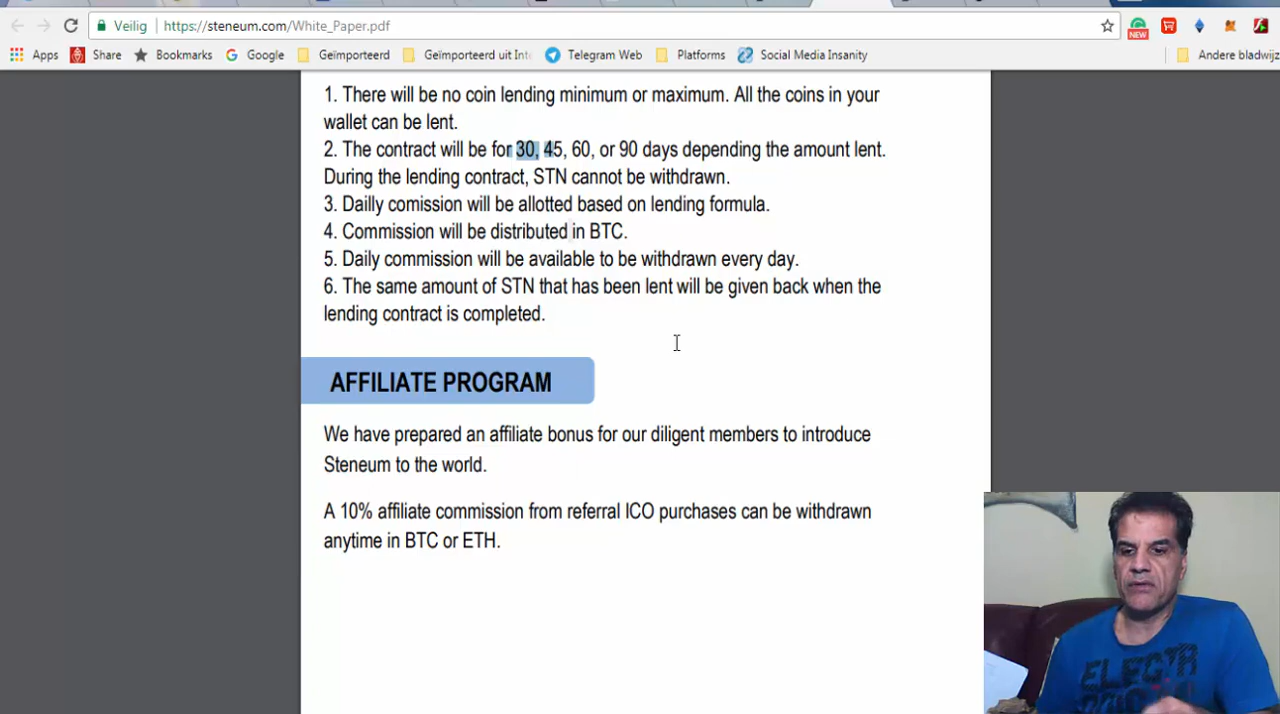 Veilig https://steneum.com/White_Paper.pdf
NEW
Apps Share Bookmarks Google Geïmporteerd Geïmporteerd uit Int Telegram Web Platforms Social Media Insanity Andere bladwijz
1. There will be no coin lending minimum or maximum. All the coins in your
wallet can be lent.
2. The contract will be for 30, 45, 60, or 90 days depending the amount lent.
During the lending contract, STN cannot be withdrawn.
3. Dailly comission will be allotted based on lending formula.
4. Commission will be distributed in BTC.
5. Daily commission will be available to be withdrawn every day.
6. The same amount of STN that has been lent will be given back when the
lending contract is completed.
AFFILIATE PROGRAM
We have prepared an affiliate bonus for our diligent members to introduce
Steneum to the world.
A 10% affiliate commission from referral ICO purchases can be withdrawn
anytime in BTC or ETH.